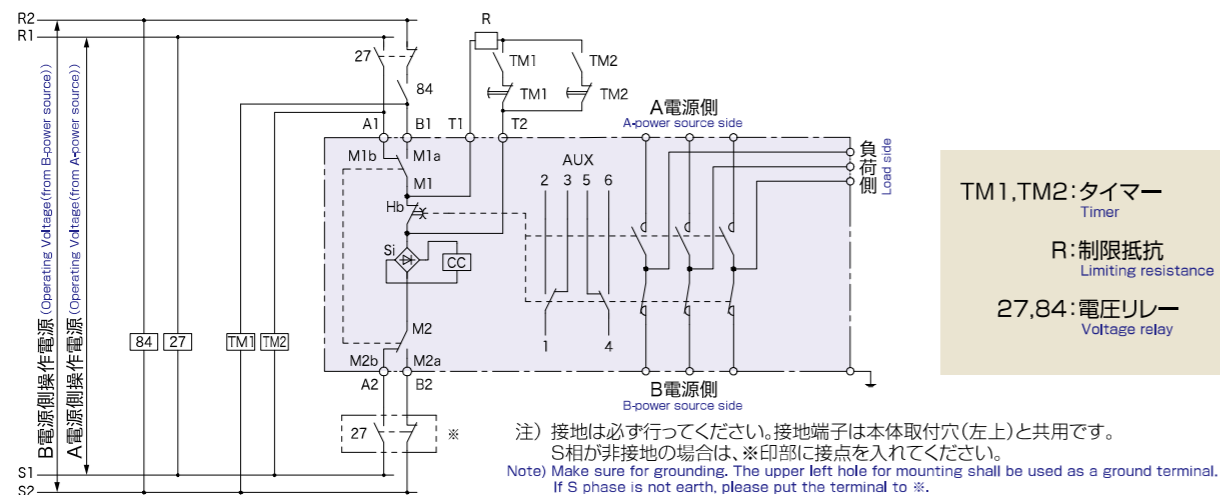 R2
R1
R
27
TM1
TM2
84
TM1
TM2
A1
B1
T1
T2
A電源側
A-power source side
M1b
M1a
M1
AUX
2 3 5 6
負荷側
Load side
Hb
Si
CC
M2
M2b
M2a
1
4
A2
B2
B電源側
B-power source side
B電源側操作電源 (Operating Voltage(from B-power source))
A電源側操作電源 (Operating Voltage(from A-power source))
84
27
TM1
TM2
27
※
S1
S2
TM1,TM2:タイマー
Timer
R:制限抵抗
Limiting resistance
27,84:電圧リレー
Voltage relay
注) 接地は必ず行ってください。接地端子は本体取付穴(左上)と共用です。
S相が非接地の場合は、※印部に接点を入れてください。
Note) Make sure for grounding. The upper left hole for mounting shall be used as a ground terminal.
If S phase is not earth, please put the terminal to ※.